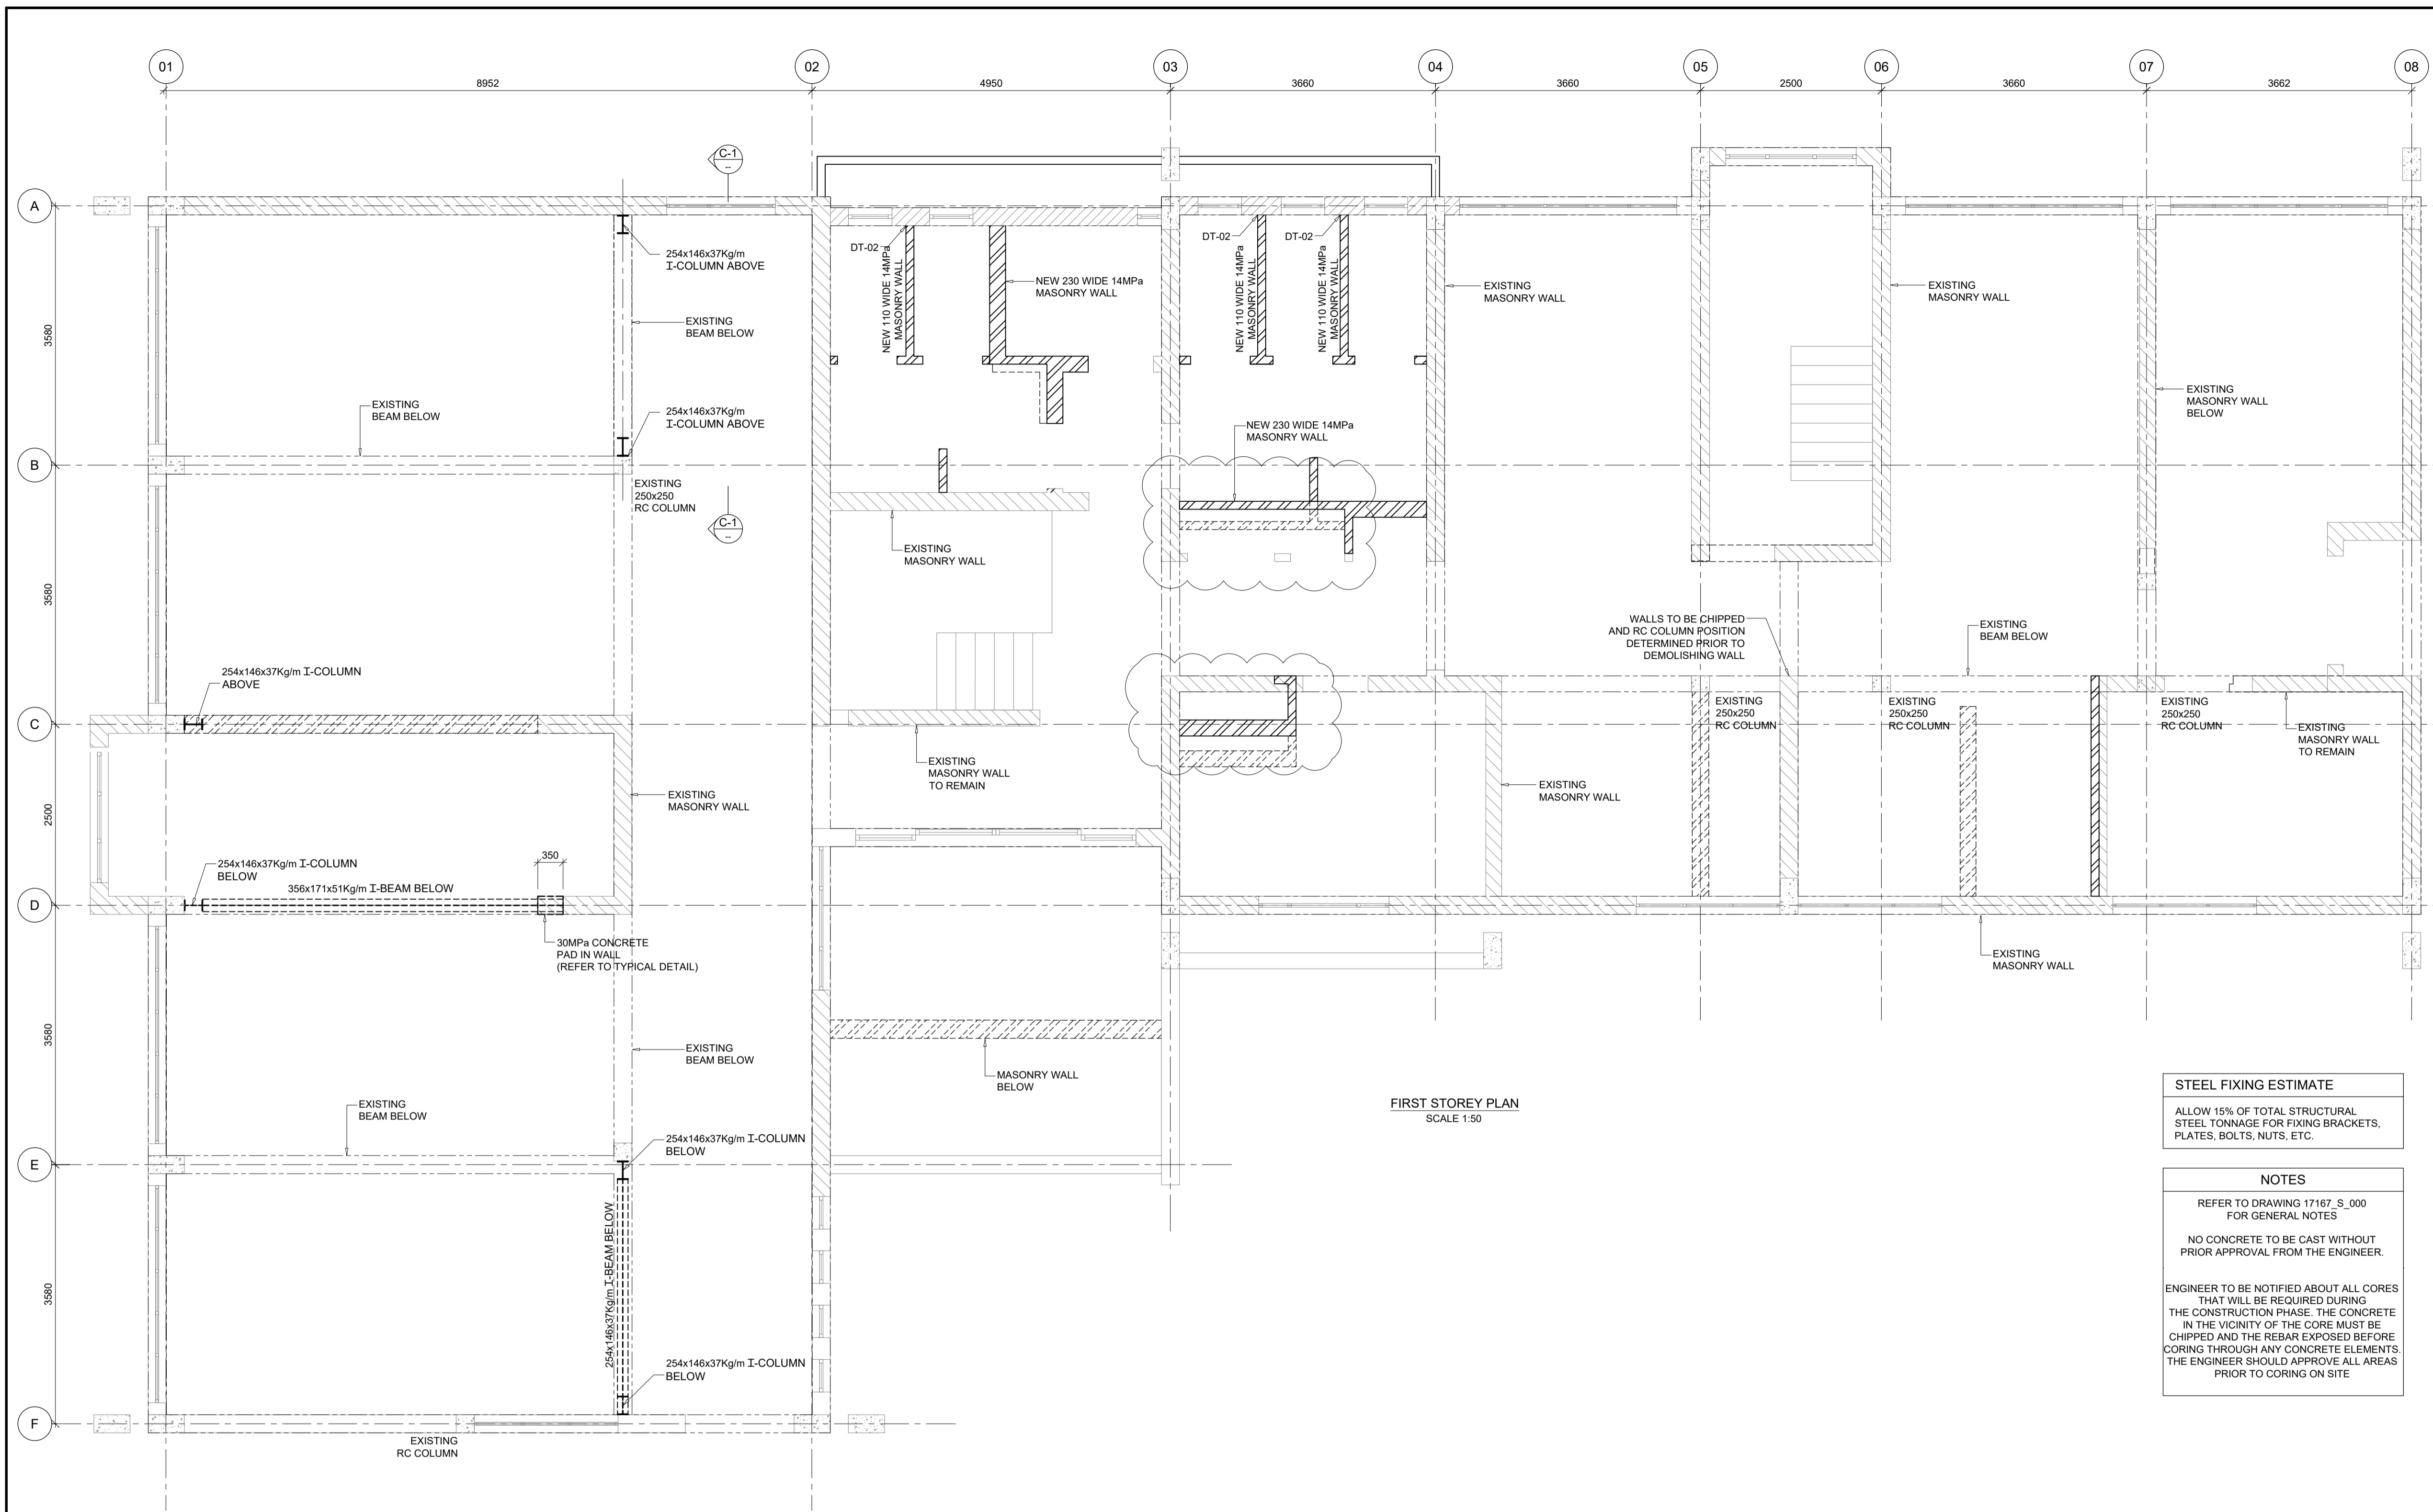 01
02
03
04
05
06
07
08
8952
4950
3660
3660
2500
3660
3662
C-1
--
A
B
C
D
E
F
3580
3580
2500
3580
3580
254x146x37Kg/m
I-COLUMN ABOVE
EXISTING
BEAM BELOW
254x146x37Kg/m
I-COLUMN ABOVE
EXISTING
BEAM BELOW
EXISTING
250x250
RC COLUMN
C-1
--
DT-02
NEW 110 WIDE 14MPa
MASONRY WALL
NEW 230 WIDE 14MPa
MASONRY WALL
DT-02
NEW 110 WIDE 14MPa
MASONRY WALL
DT-02
NEW 110 WIDE 14MPa
MASONRY WALL
EXISTING
MASONRY WALL
EXISTING
MASONRY WALL
EXISTING
MASONRY WALL
BELOW
NEW 230 WIDE 14MPa
MASONRY WALL
EXISTING
MASONRY WALL
WALLS TO BE CHIPPED
AND RC COLUMN POSITION
DETERMINED PRIOR TO
DEMOLISHING WALL
EXISTING
BEAM BELOW
254x146x37Kg/m I-COLUMN
ABOVE
EXISTING
250x250
RC COLUMN
EXISTING
250x250
RC COLUMN
EXISTING
250x250
RC COLUMN
EXISTING
MASONRY WALL
TO REMAIN
EXISTING
MASONRY WALL
TO REMAIN
EXISTING
MASONRY WALL
EXISTING
MASONRY WALL
350
254x146x37Kg/m I-COLUMN
BELOW
356x171x51Kg/m I-BEAM BELOW
30MPa CONCRETE
PAD IN WALL
(REFER TO TYPICAL DETAIL)
EXISTING
MASONRY WALL
EXISTING
BEAM BELOW
MASONRY WALL
BELOW
EXISTING
BEAM BELOW
254x146x37Kg/m I-COLUMN
BELOW
254x146x37Kg/m I-BEAM BELOW
254x146x37Kg/m I-COLUMN
BELOW
EXISTING
RC COLUMN
FIRST STOREY PLAN
SCALE 1:50
STEEL FIXING ESTIMATE
ALLOW 15% OF TOTAL STRUCTURAL
STEEL TONNAGE FOR FIXING BRACKETS,
PLATES, BOLTS, NUTS, ETC.
NOTES
REFER TO DRAWING 17167_S_000
FOR GENERAL NOTES
NO CONCRETE TO BE CAST WITHOUT
PRIOR APPROVAL FROM THE ENGINEER.
ENGINEER TO BE NOTIFIED ABOUT ALL CORES
THAT WILL BE REQUIRED DURING
THE CONSTRUCTION PHASE. THE CONCRETE
IN THE VICINITY OF THE CORE MUST BE
CHIPPED AND THE REBAR EXPOSED BEFORE
CORING THROUGH ANY CONCRETE ELEMENTS.
THE ENGINEER SHOULD APPROVE ALL AREAS
PRIOR TO CORING ON SITE